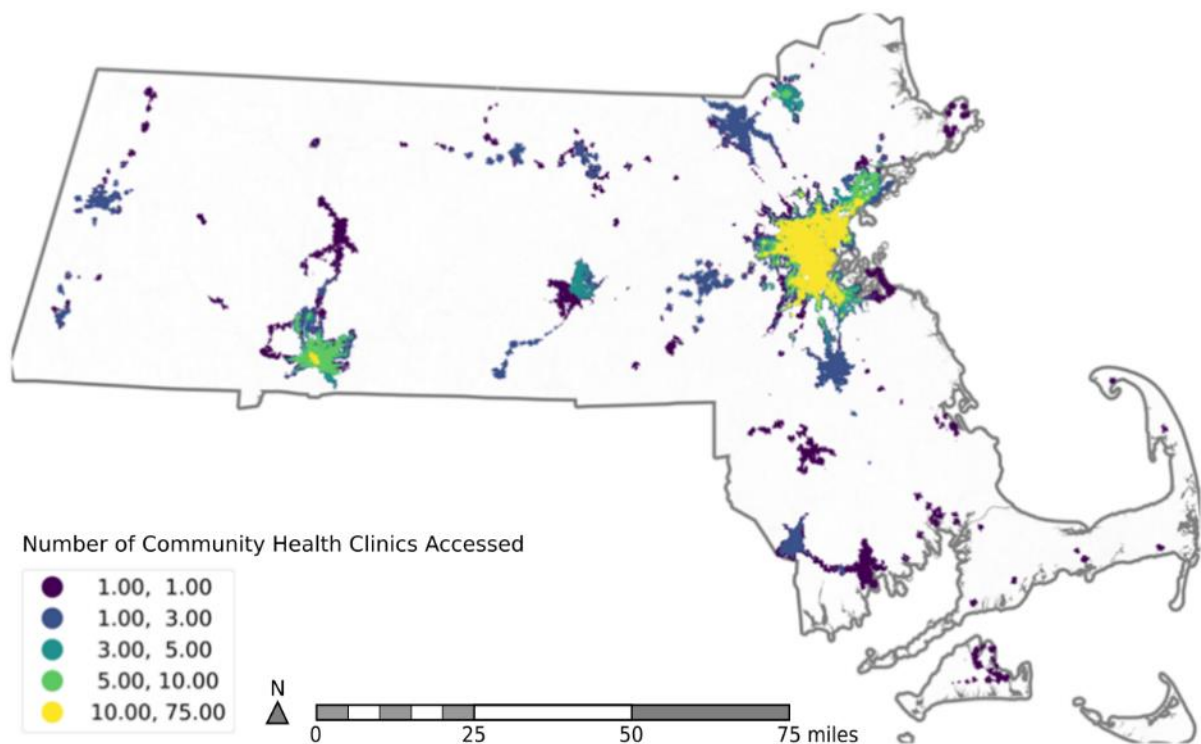 Number of Community Health Clinics Accessed
1.00, 1.00
1.00, 3.00
3.00, 5.00
5.00, 10.00
10.00, 75.00
N
0 25 50 75 miles